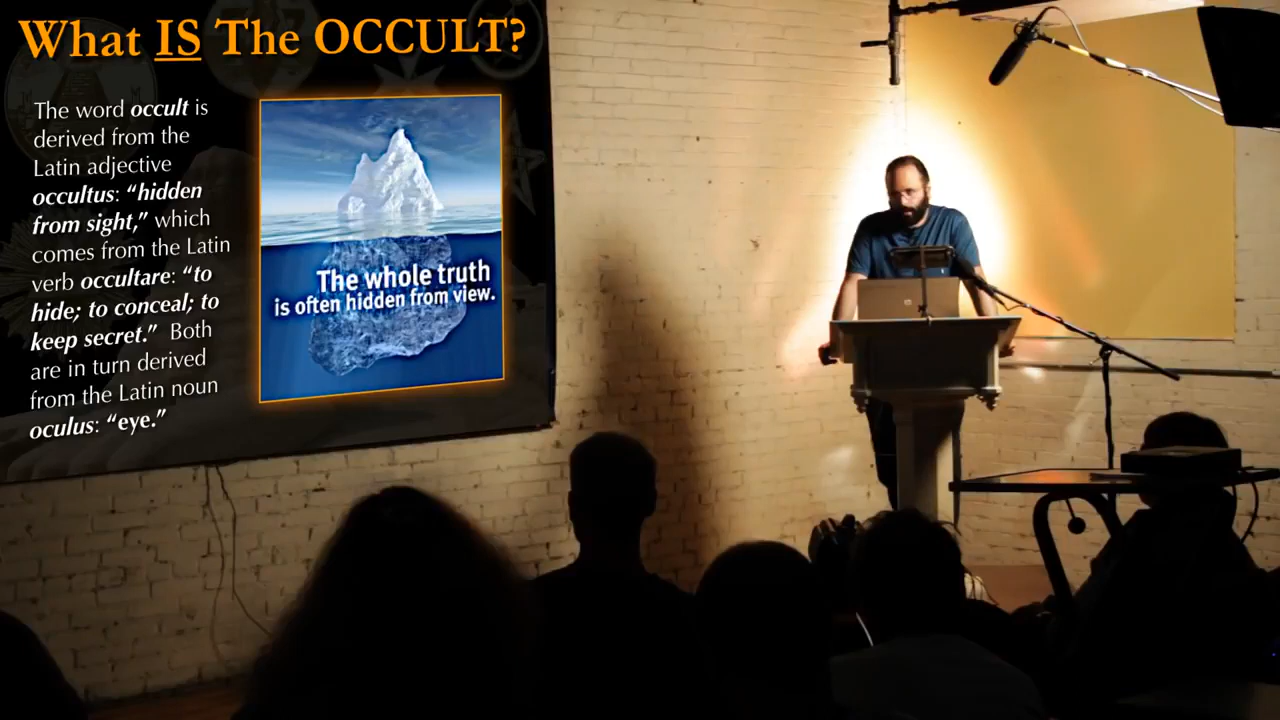 What IS The OCCULT?
The word occult is
derived from the
Latin adjective
occultus: “hidden
from sight,” which
comes from the Latin
verb occultare: “to
hide; to conceal; to
keep secret.” Both
are in turn derived
from the Latin noun
oculus: “eye.”
The whole truth
is often hidden from view.